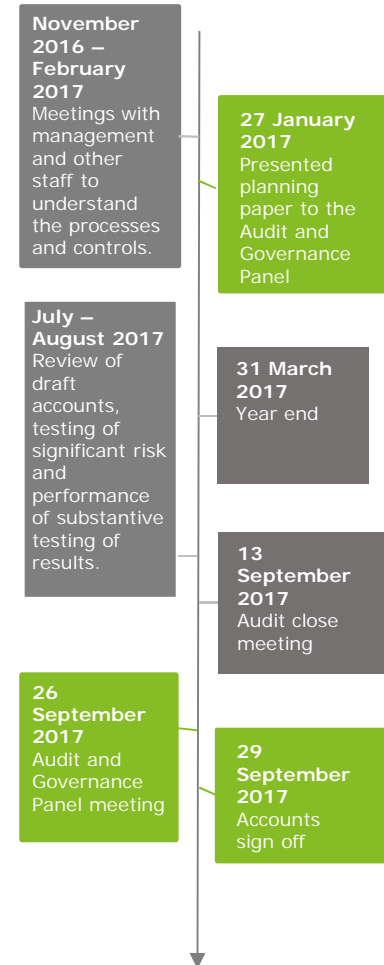 November
2016 –
February
2017
Meetings with
management
and other
staff to
understand
the processes
and controls.
27 January
2017
Presented
planning
paper to the
Audit and
Governance
Panel
July –
August 2017
Review of
draft
accounts,
testing of
significant risk
and
performance
of substantive
testing of
results.
31 March
2017
Year end
13
September
2017
Audit close
meeting
26
September
2017
Audit and
Governance
Panel meeting
29
September
2017
Accounts
sign off